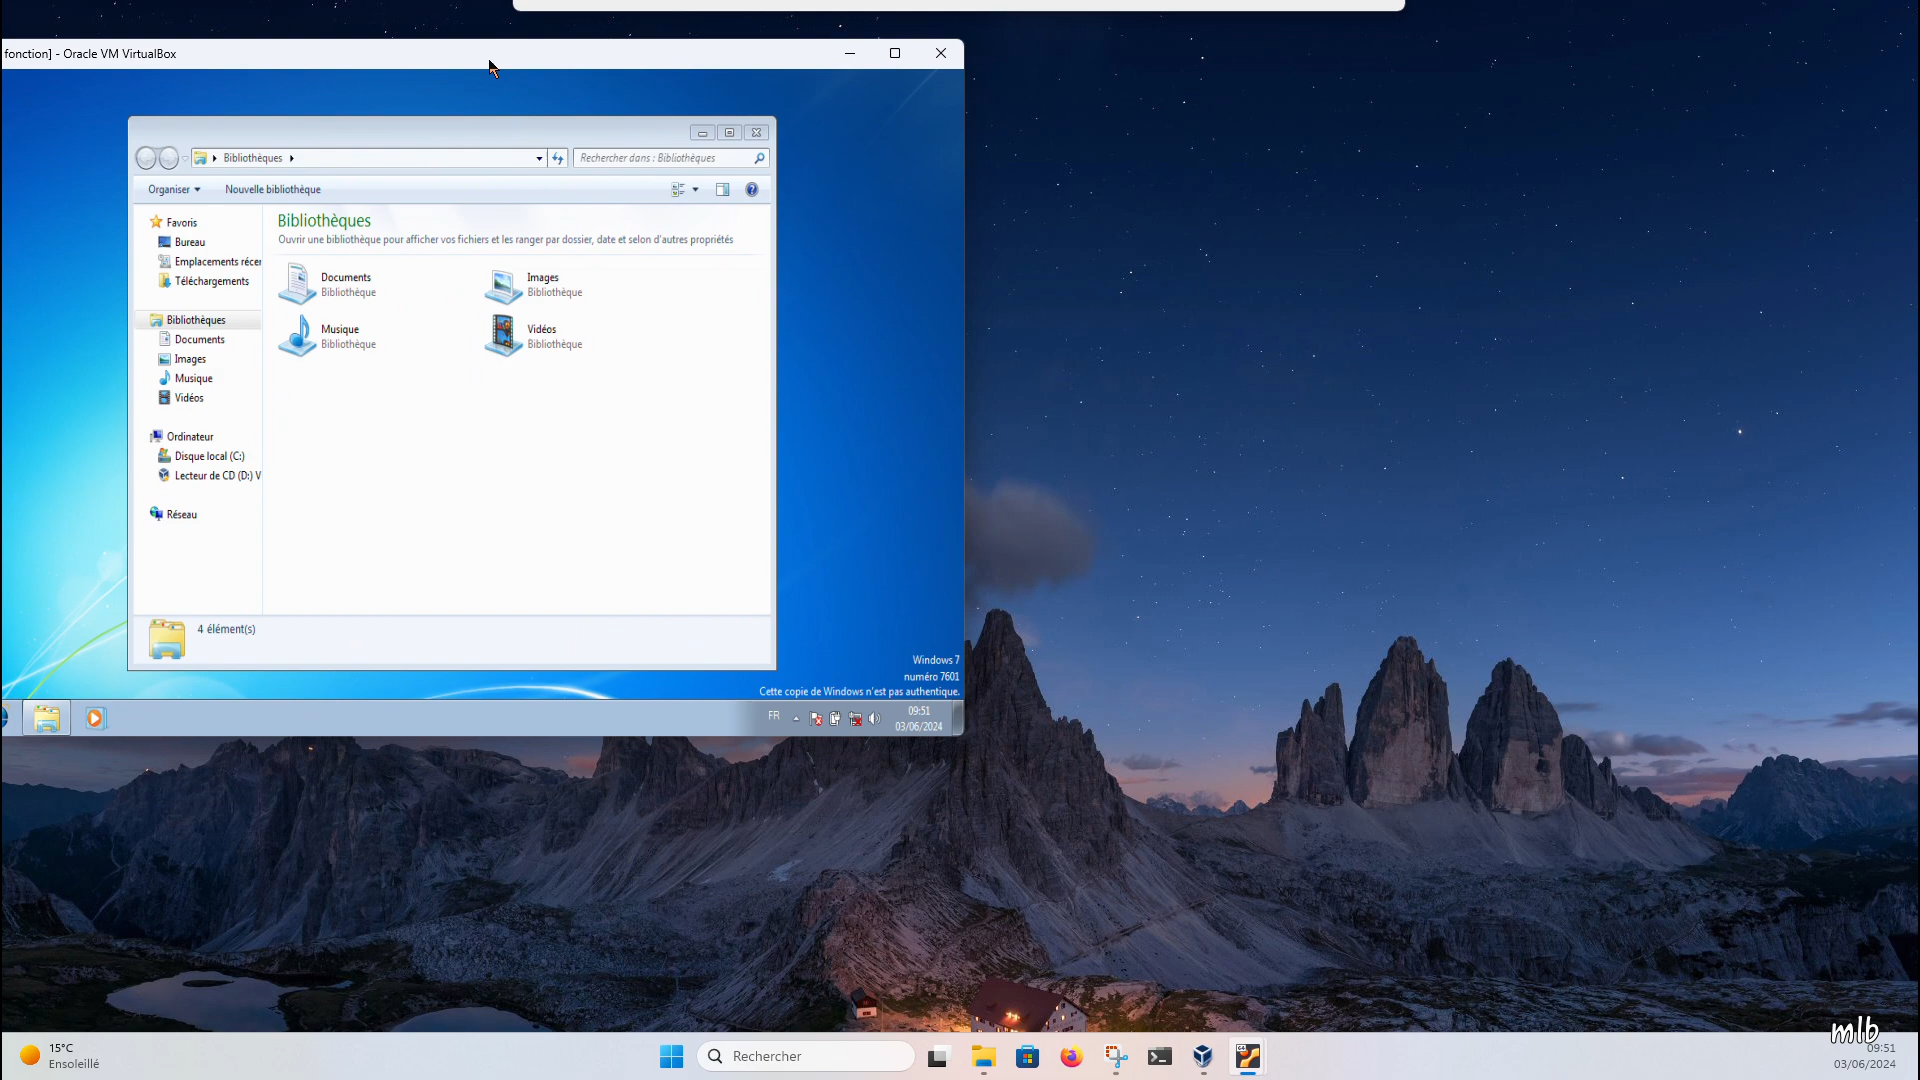 fonction] - Oracle VM VirtualBox
Bibliothèques
Rechercher dans : Bibliothèques
Organiser
Nouvelle bibliothèque
Favoris
Bureau
Emplacements récer
Téléchargements
Bibliothèques
Documents
Images
Musique
Vidéos
Ordinateur
Disque local (C:)
Lecteur de CD (D:) V
Réseau
Bibliothèques
Ouvrir une bibliothèque pour afficher vos fichiers et les ranger par dossier, date et selon d'autres propriétés
Documents
Bibliothèque
Images
Bibliothèque
Musique
Bibliothèque
Vidéos
Bibliothèque
4 élément(s)
Windows 7
numéro 7601
Cette copie de Windows n'est pas authentique.
FR
09:51
03/06/2024
15°C
Ensoleillé
Rechercher
64
mlb
09:51
03/06/2024